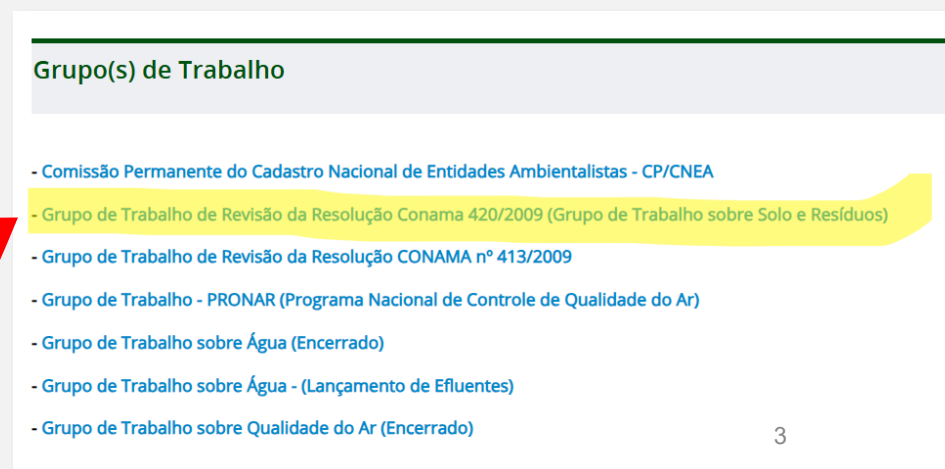 Grupo(s) de Trabalho
- Comissão Permanente do Cadastro Nacional de Entidades Ambientalistas - CP/CNEA
- Grupo de Trabalho de Revisão da Resolução Conama 420/2009 (Grupo de Trabalho sobre Solo e Resíduos)
- Grupo de Trabalho de Revisão da Resolução CONAMA nº 413/2009
- Grupo de Trabalho - PRONAR (Programa Nacional de Controle de Qualidade do Ar)
- Grupo de Trabalho sobre Água (Encerrado)
- Grupo de Trabalho sobre Água - (Lançamento de Efluentes)
- Grupo de Trabalho sobre Qualidade do Ar (Encerrado)
3